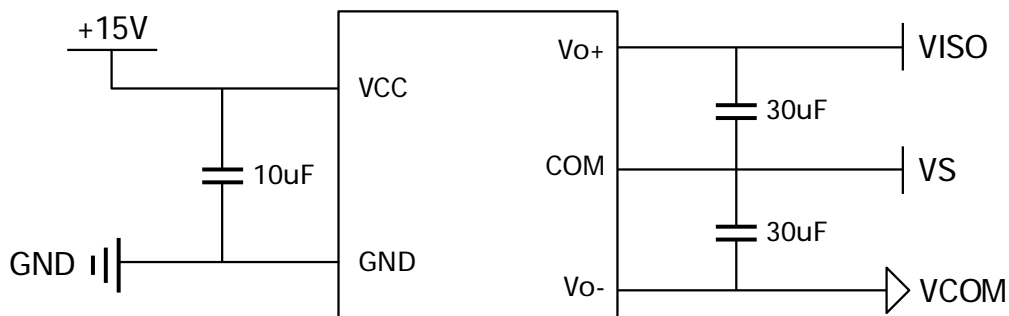 +15V
VCC
10uF
GND
GND
Vo+
VISO
30uF
COM
VS
30uF
Vo-
VCOM